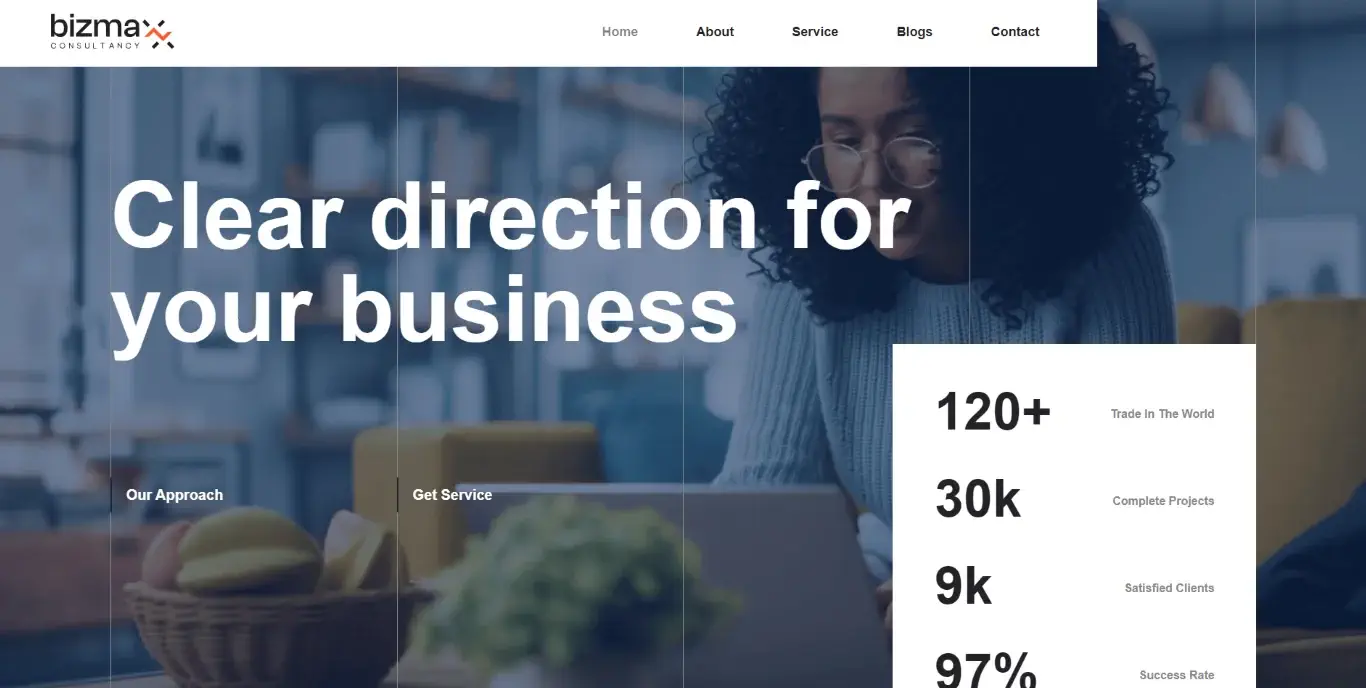 bizmax
CONSULTANCY
Home
About
Service
Blogs
Contact
Clear direction for
your business
Our Approach
Get Service
120+
Trade In The World
30k
Complete Projects
9k
Satisfied Clients
97%
Success Rate